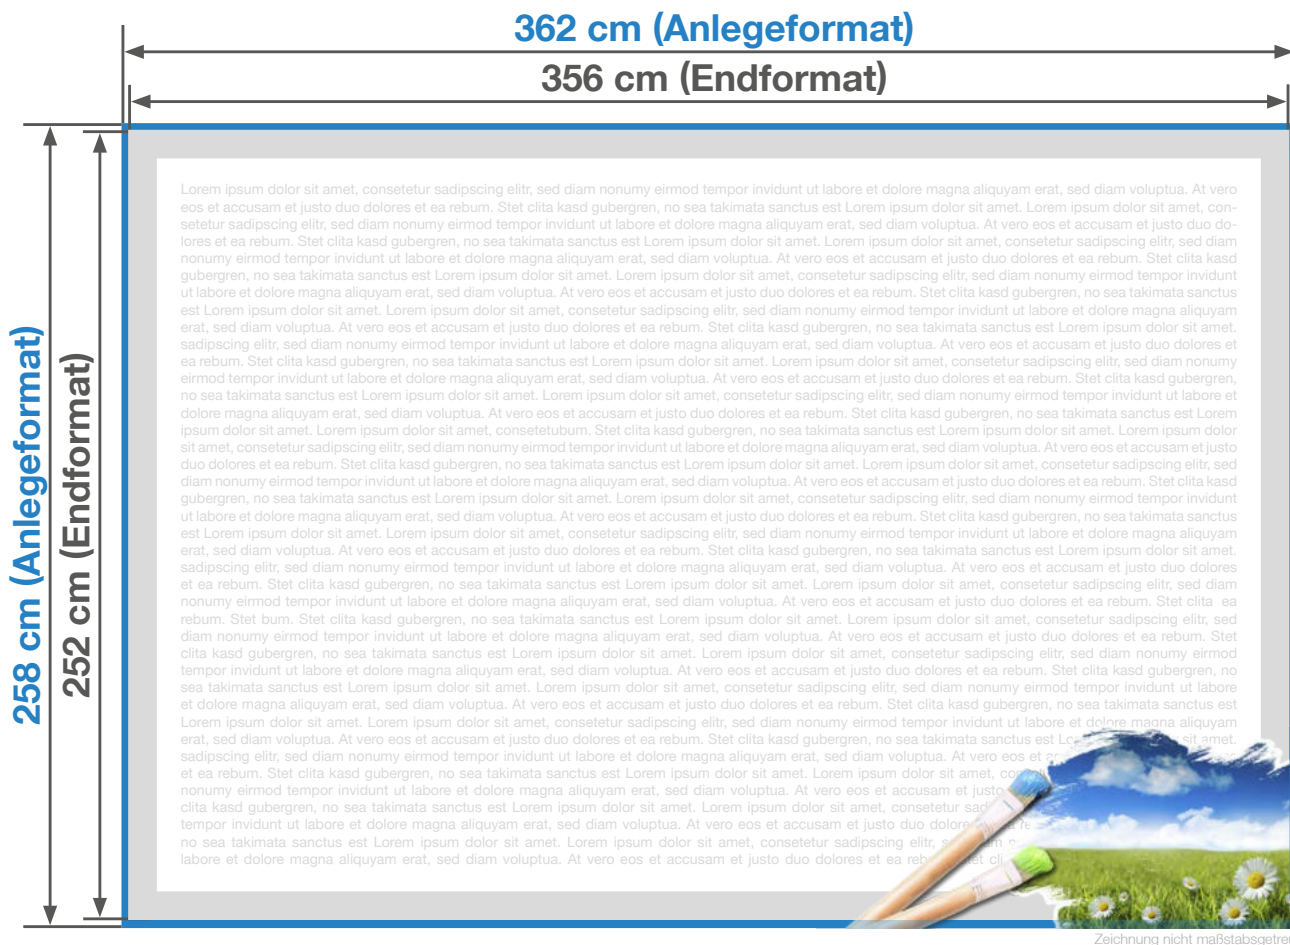 362 cm (Anlegeformat)
356 cm (Endformat)
258 cm (Anlegeformat)
252 cm (Endformat)
Lorem ipsum dolor sit amet, consetetur sadipscing elitr, sed diam nonumy eirmod tempor invidunt ut labore et dolore magna aliquyam erat, sed diam voluptua. At vero
eos et accusam et justo duo dolores et ea rebum. Stet clita kasd gubergren, no sea takimata sanctus est Lorem ipsum dolor sit amet. Lorem ipsum dolor sit amet, con-
setetur sadipscing elitr, sed diam nonumy eirmod tempor invidunt ut labore et dolore magna aliquyam erat, sed diam voluptua. At vero eos et accusam et justo duo do-
lores et ea rebum. Stet clita kasd gubergren, no sea takimata sanctus est Lorem ipsum dolor sit amet. Lorem ipsum dolor sit amet, consetetur sadipscing elitr, sed diam
nonumy eirmod tempor invidunt ut labore et dolore magna aliquyam erat, sed diam voluptua. At vero eos et accusam et justo duo dolores et ea rebum. Stet clita kasd
gubergren, no sea takimata sanctus est Lorem ipsum dolor sit amet. Lorem ipsum dolor sit amet, consetetur sadipscing elitr, sed diam nonumy eirmod tempor invidunt
ut labore et dolore magna aliquyam erat, sed diam voluptua. At vero eos et accusam et justo duo dolores et ea rebum. Stet clita kasd gubergren, no sea takimata sanctus
est Lorem ipsum dolor sit amet. Lorem ipsum dolor sit amet, consetetur sadipscing elitr, sed diam nonumy eirmod tempor invidunt ut labore et dolore magna aliquyam
erat, sed diam voluptua. At vero eos et accusam et justo duo dolores et ea rebum. Stet clita kasd gubergren, no sea takimata sanctus est Lorem ipsum dolor sit amet.
sadipscing elitr, sed diam nonumy eirmod tempor invidunt ut labore et dolore magna aliquyam erat, sed diam voluptua. At vero eos et accusam et justo duo dolores et
ea rebum. Stet clita kasd gubergren, no sea takimata sanctus est Lorem ipsum dolor sit amet. Lorem ipsum dolor sit amet, consetetur sadipscing elitr, sed diam nonumy
eirmod tempor invidunt ut labore et dolore magna aliquyam erat, sed diam voluptua. At vero eos et accusam et justo duo dolores et ea rebum. Stet clita kasd gubergren,
no sea takimata sanctus est Lorem ipsum dolor sit amet. Lorem ipsum dolor sit amet, consetetur sadipscing elitr, sed diam nonumy eirmod tempor invidunt ut labore et
dolore magna aliquyam erat, sed diam voluptua. At vero eos et accusam et justo duo dolores et ea rebum. Stet clita kasd gubergren, no sea takimata sanctus est Lorem
ipsum dolor sit amet. Lorem ipsum dolor sit amet, consetetubum. Stet clita kasd gubergren, no sea takimata sanctus est Lorem ipsum dolor sit amet. Lorem ipsum dolor
sit amet, consetetur sadipscing elitr, sed diam nonumy eirmod tempor invidunt ut labore et dolore magna aliquyam erat, sed diam voluptua. At vero eos et accusam et justo
duo dolores et ea rebum. Stet clita kasd gubergren, no sea takimata sanctus est Lorem ipsum dolor sit amet. Lorem ipsum dolor sit amet, consetetur sadipscing elitr, sed
diam nonumy eirmod tempor invidunt ut labore et dolore magna aliquyam erat, sed diam voluptua. At vero eos et accusam et justo duo dolores et ea rebum. Stet clita kasd
gubergren, no sea takimata sanctus est Lorem ipsum dolor sit amet. Lorem ipsum dolor sit amet, consetetur sadipscing elitr, sed diam nonumy eirmod tempor invidunt
ut labore et dolore magna aliquyam erat, sed diam voluptua. At vero eos et accusam et justo duo dolores et ea rebum. Stet clita kasd gubergren, no sea takimata sanctus
est Lorem ipsum dolor sit amet. Lorem ipsum dolor sit amet, consetetur sadipscing elitr, sed diam nonumy eirmod tempor invidunt ut labore et dolore magna aliquyam
erat, sed diam voluptua. At vero eos et accusam et justo duo dolores et ea rebum. Stet clita kasd gubergren, no sea takimata sanctus est Lorem ipsum dolor sit amet.
sadipscing elitr, sed diam nonumy eirmod tempor invidunt ut labore et dolore magna aliquyam erat, sed diam voluptua. At vero eos et accusam et justo duo dolores
et ea rebum. Stet clita kasd gubergren, no sea takimata sanctus est Lorem ipsum dolor sit amet. Lorem ipsum dolor sit amet, consetetur sadipscing elitr, sed diam
nonumy eirmod tempor invidunt ut labore et dolore magna aliquyam erat, sed diam voluptua. At vero eos et accusam et justo duo dolores et ea rebum. Stet clita ea
rebum. Stet bum. Stet clita kasd gubergren, no sea takimata sanctus est Lorem ipsum dolor sit amet. Lorem ipsum dolor sit amet, consetetur sadipscing elitr, sed
diam nonumy eirmod tempor invidunt ut labore et dolore magna aliquyam erat, sed diam voluptua. At vero eos et accusam et justo duo dolores et ea rebum. Stet
clita kasd gubergren, no sea takimata sanctus est Lorem ipsum dolor sit amet. Lorem ipsum dolor sit amet, consetetur sadipscing elitr, sed diam nonumy eirmod
tempor invidunt ut labore et dolore magna aliquyam erat, sed diam voluptua. At vero eos et accusam et justo duo dolores et ea rebum. Stet clita kasd gubergren, no
sea takimata sanctus est Lorem ipsum dolor sit amet. Lorem ipsum dolor sit amet, consetetur sadipscing elitr, sed diam nonumy eirmod tempor invidunt ut labore
et dolore magna aliquyam erat, sed diam voluptua. At vero eos et accusam et justo duo dolores et ea rebum. Stet clita kasd gubergren, no sea takimata sanctus est
Lorem ipsum dolor sit amet. Lorem ipsum dolor sit amet, consetetur sadipscing elitr, sed diam nonumy eirmod tempor invidunt ut labore et dolore magna aliquyam
erat, sed diam voluptua. At vero eos et accusam et justo duo dolores et ea rebum. Stet clita kasd gubergren, no sea takimata sanctus est sit amet.
sadipscing elitr, sed diam nonumy eirmod tempor invidunt ut labore et dolore magna aliquyam erat, sed diam voluptua. At vero eos et
et ea rebum. Stet clita kasd gubergren, no sea takimata sanctus est Lorem ipsum dolor sit amet. Lorem ipsum dolor sit amet,
nonumy eirmod tempor invidunt ut labore et dolore magna aliquyam erat, sed diam voluptua. At vero eos et accusam et justo
clita kasd gubergren, no sea takimata sanctus est Lorem ipsum dolor sit amet. Lorem ipsum dolor sit amet, consetetur
tempor invidunt ut labore et dolore magna aliquyam erat, sed diam voluptua. At vero eos et accusam et justo duo
no sea takimata sanctus est Lorem ipsum dolor sit amet. Lorem ipsum dolor sit amet, consetetur sadipscing elitr,
labore et dolore magna aliquyam erat, sed diam voluptua. At vero eos et accusam et justo duo dolores et ea
Zeichnung nicht maßstabsgetreu